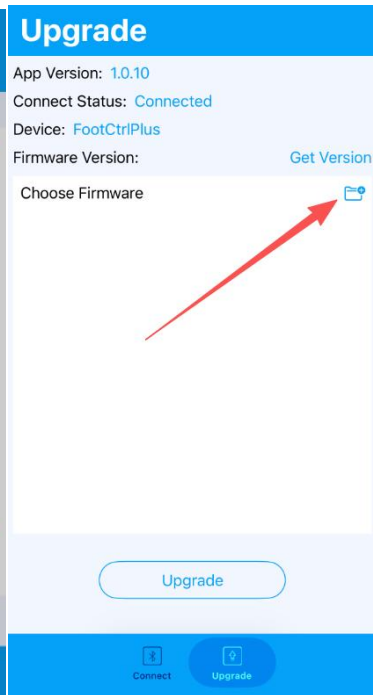 Upgrade
App Version: 1.0.10
Connect Status: Connected
Device: FootCtrlPlus
Firmware Version: Get Version
Choose Firmware
Upgrade
Connect Upgrade